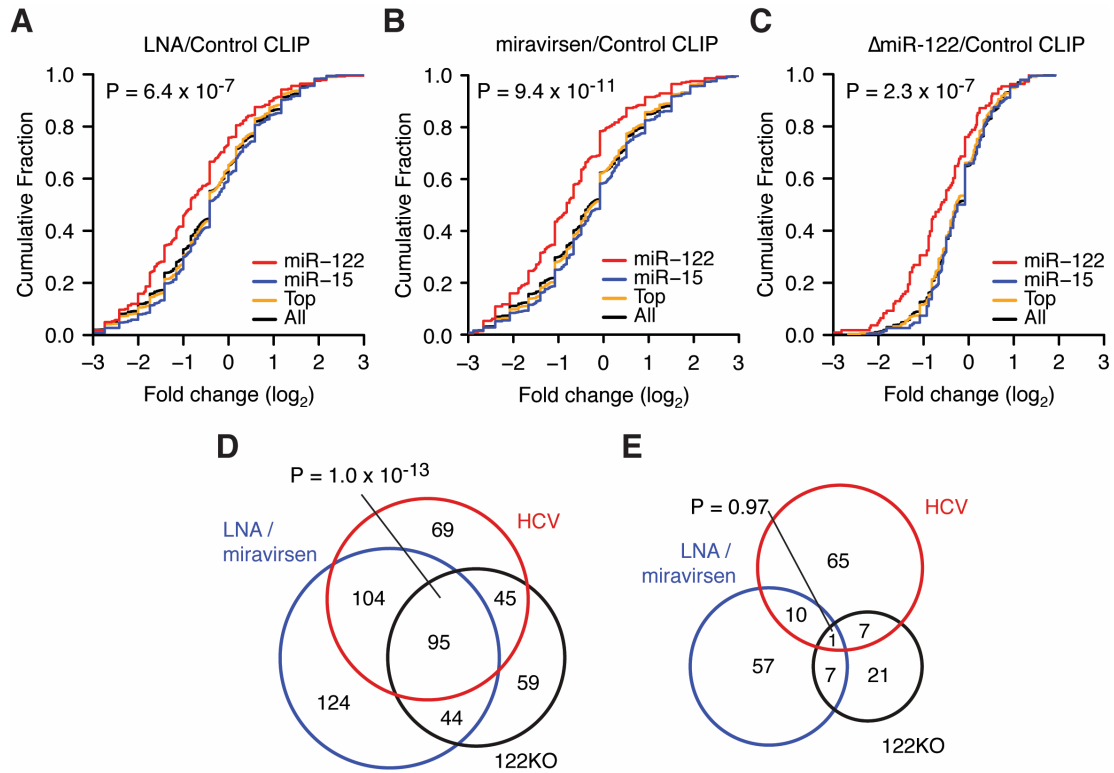 A
LNA/Control CLIP
P = 6.4 x 10-7
Cumulative Fraction
1.0
0.8
0.6
0.4
0.2
0.0
miR−122
miR−15
Top
All
−3 −2 −1 0 1 2 3
Fold change (log2)
B
miravirsen/Control CLIP
P = 9.4 x 10-11
Cumulative Fraction
1.0
0.8
0.6
0.4
0.2
0.0
miR−122
miR−15
Top
All
−3 −2 −1 0 1 2 3
Fold change (log2)
C
ΔmiR-122/Control CLIP
P = 2.3 x 10-7
Cumulative Fraction
1.0
0.8
0.6
0.4
0.2
0.0
miR−122
miR−15
Top
All
−3 −2 −1 0 1 2 3
Fold change (log2)
D
P = 1.0 x 10-13
LNA /
miravirsen
HCV
69
104
45
95
124
59
44
122KO
E
P = 0.97
HCV
LNA /
miravirsen
65
10
1
7
57
7
21
122KO